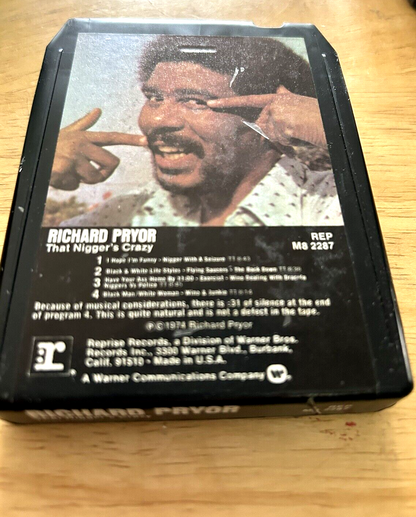 RICHARD PRYOR
That Nigger's Crazy
REP
M8 2287
1 I Hope I'm Funny - Nigger With A Seizure
2 Black & White Life Styles - Flying Saucers - The Back Down
3 Have Your Ass Home By 11:00 - Exorcist - Wino Dealing With Dracula
Niggers Vs Police
4 Black Man/White Woman - Wino & Junkie
Because of musical considerations, there is :31 of silence at the end
of program 4. This is quite natural and is not a defect in the tape.
℗ © 1974 Richard Pryor
Reprise Records, a Division of Warner Bros.
Records Inc., 3300 Warner Blvd., Burbank,
Calif. 91510 • Made in U.S.A.
A Warner Communications Company
RICHARD PRYOR